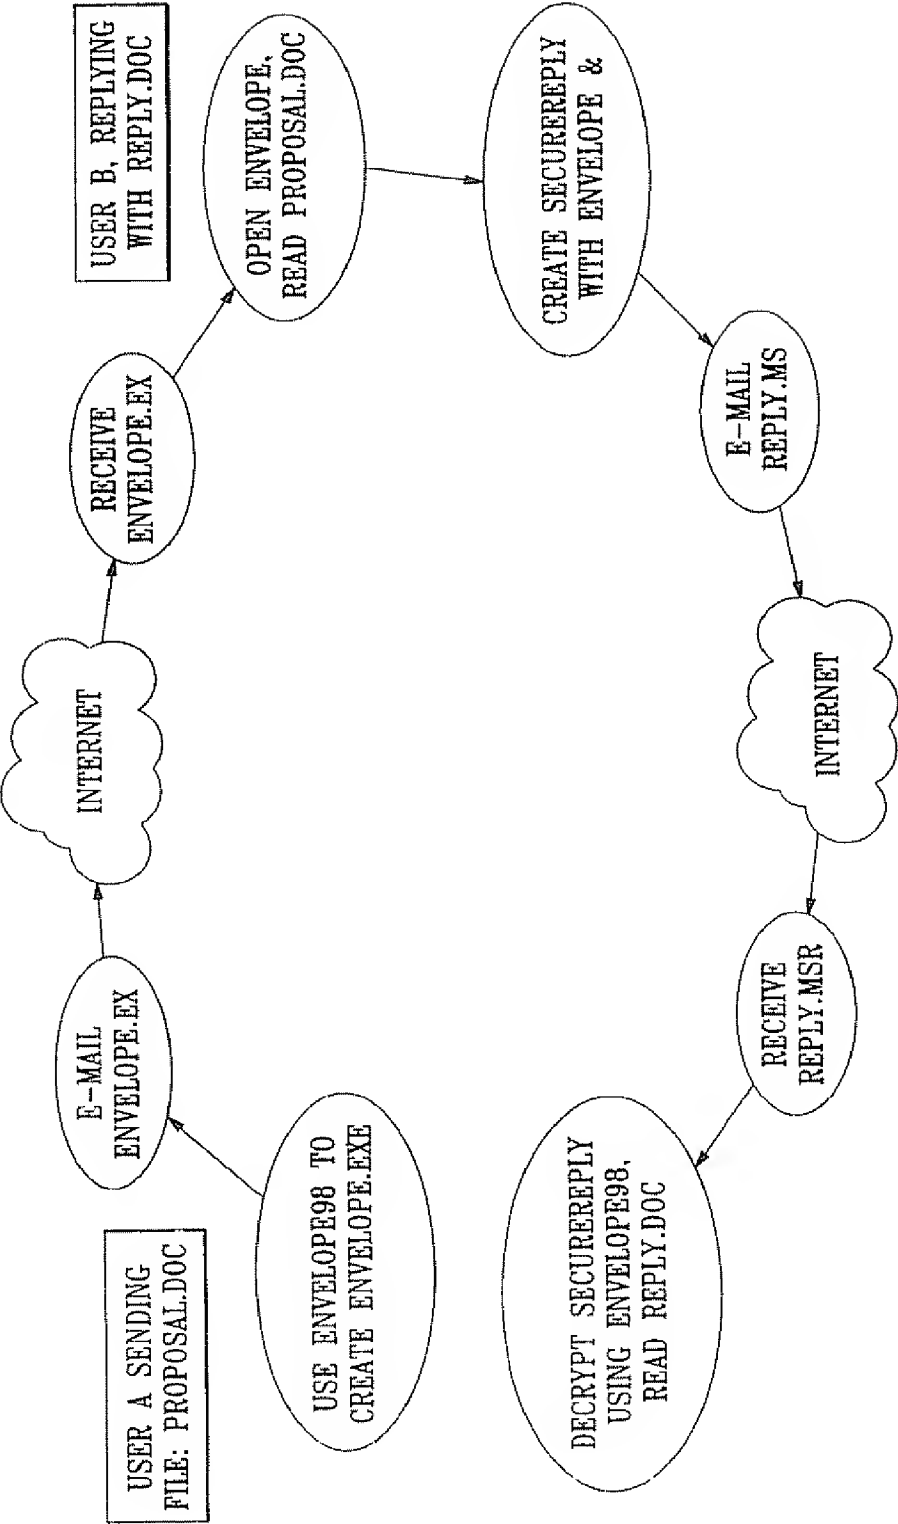 USER A SENDING
FILE: PROPOSAL.DOC
USE ENVELOPE98 TO
CREATE ENVELOPE.EXE
E-MAIL
ENVELOPE.EX
INTERNET
RECEIVE
ENVELOPE.EX
USER B, REPLYING
WITH REPLY.DOC
OPEN ENVELOPE,
READ PROPOSAL.DOC
CREATE SECUREREPLY
WITH ENVELOPE &
E-MAIL
REPLY.MS
INTERNET
RECEIVE
REPLY.MSR
DECRYPT SECUREREPLY
USING ENVELOPE98,
READ REPLY.DOC